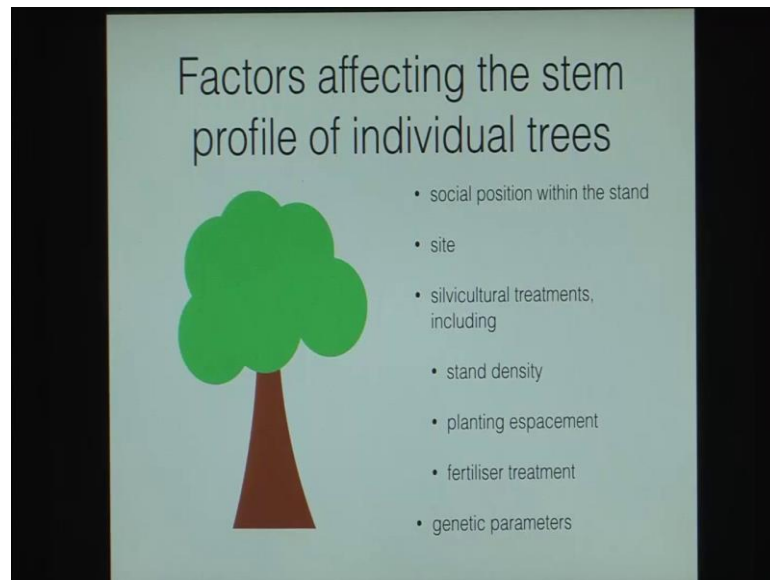 Factors affecting the stem
profile of individual trees
• social position within the stand
• site
• silvicultural treatments,
including
• stand density
• planting espacement
• fertiliser treatment
• genetic parameters